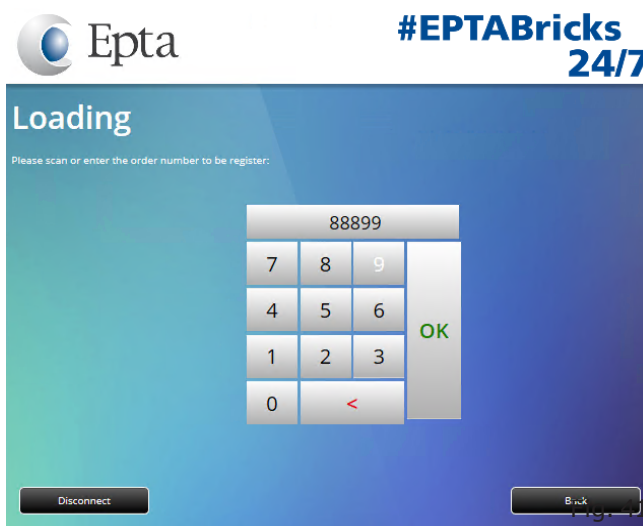 Epta
#EPTABricks
24/7
Loading
Please scan or enter the order number to be register:
88899
7 8 9
4 5 6
OK
1 2 3
0 <
Disconnect
Back